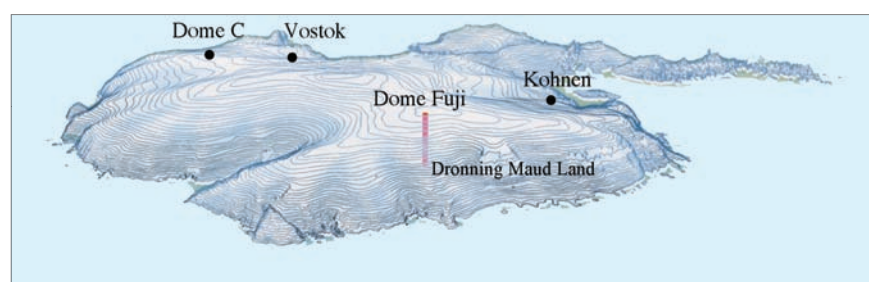 Dome C
Vostok
Kohnen
Dome Fuji
Dronning Maud Land